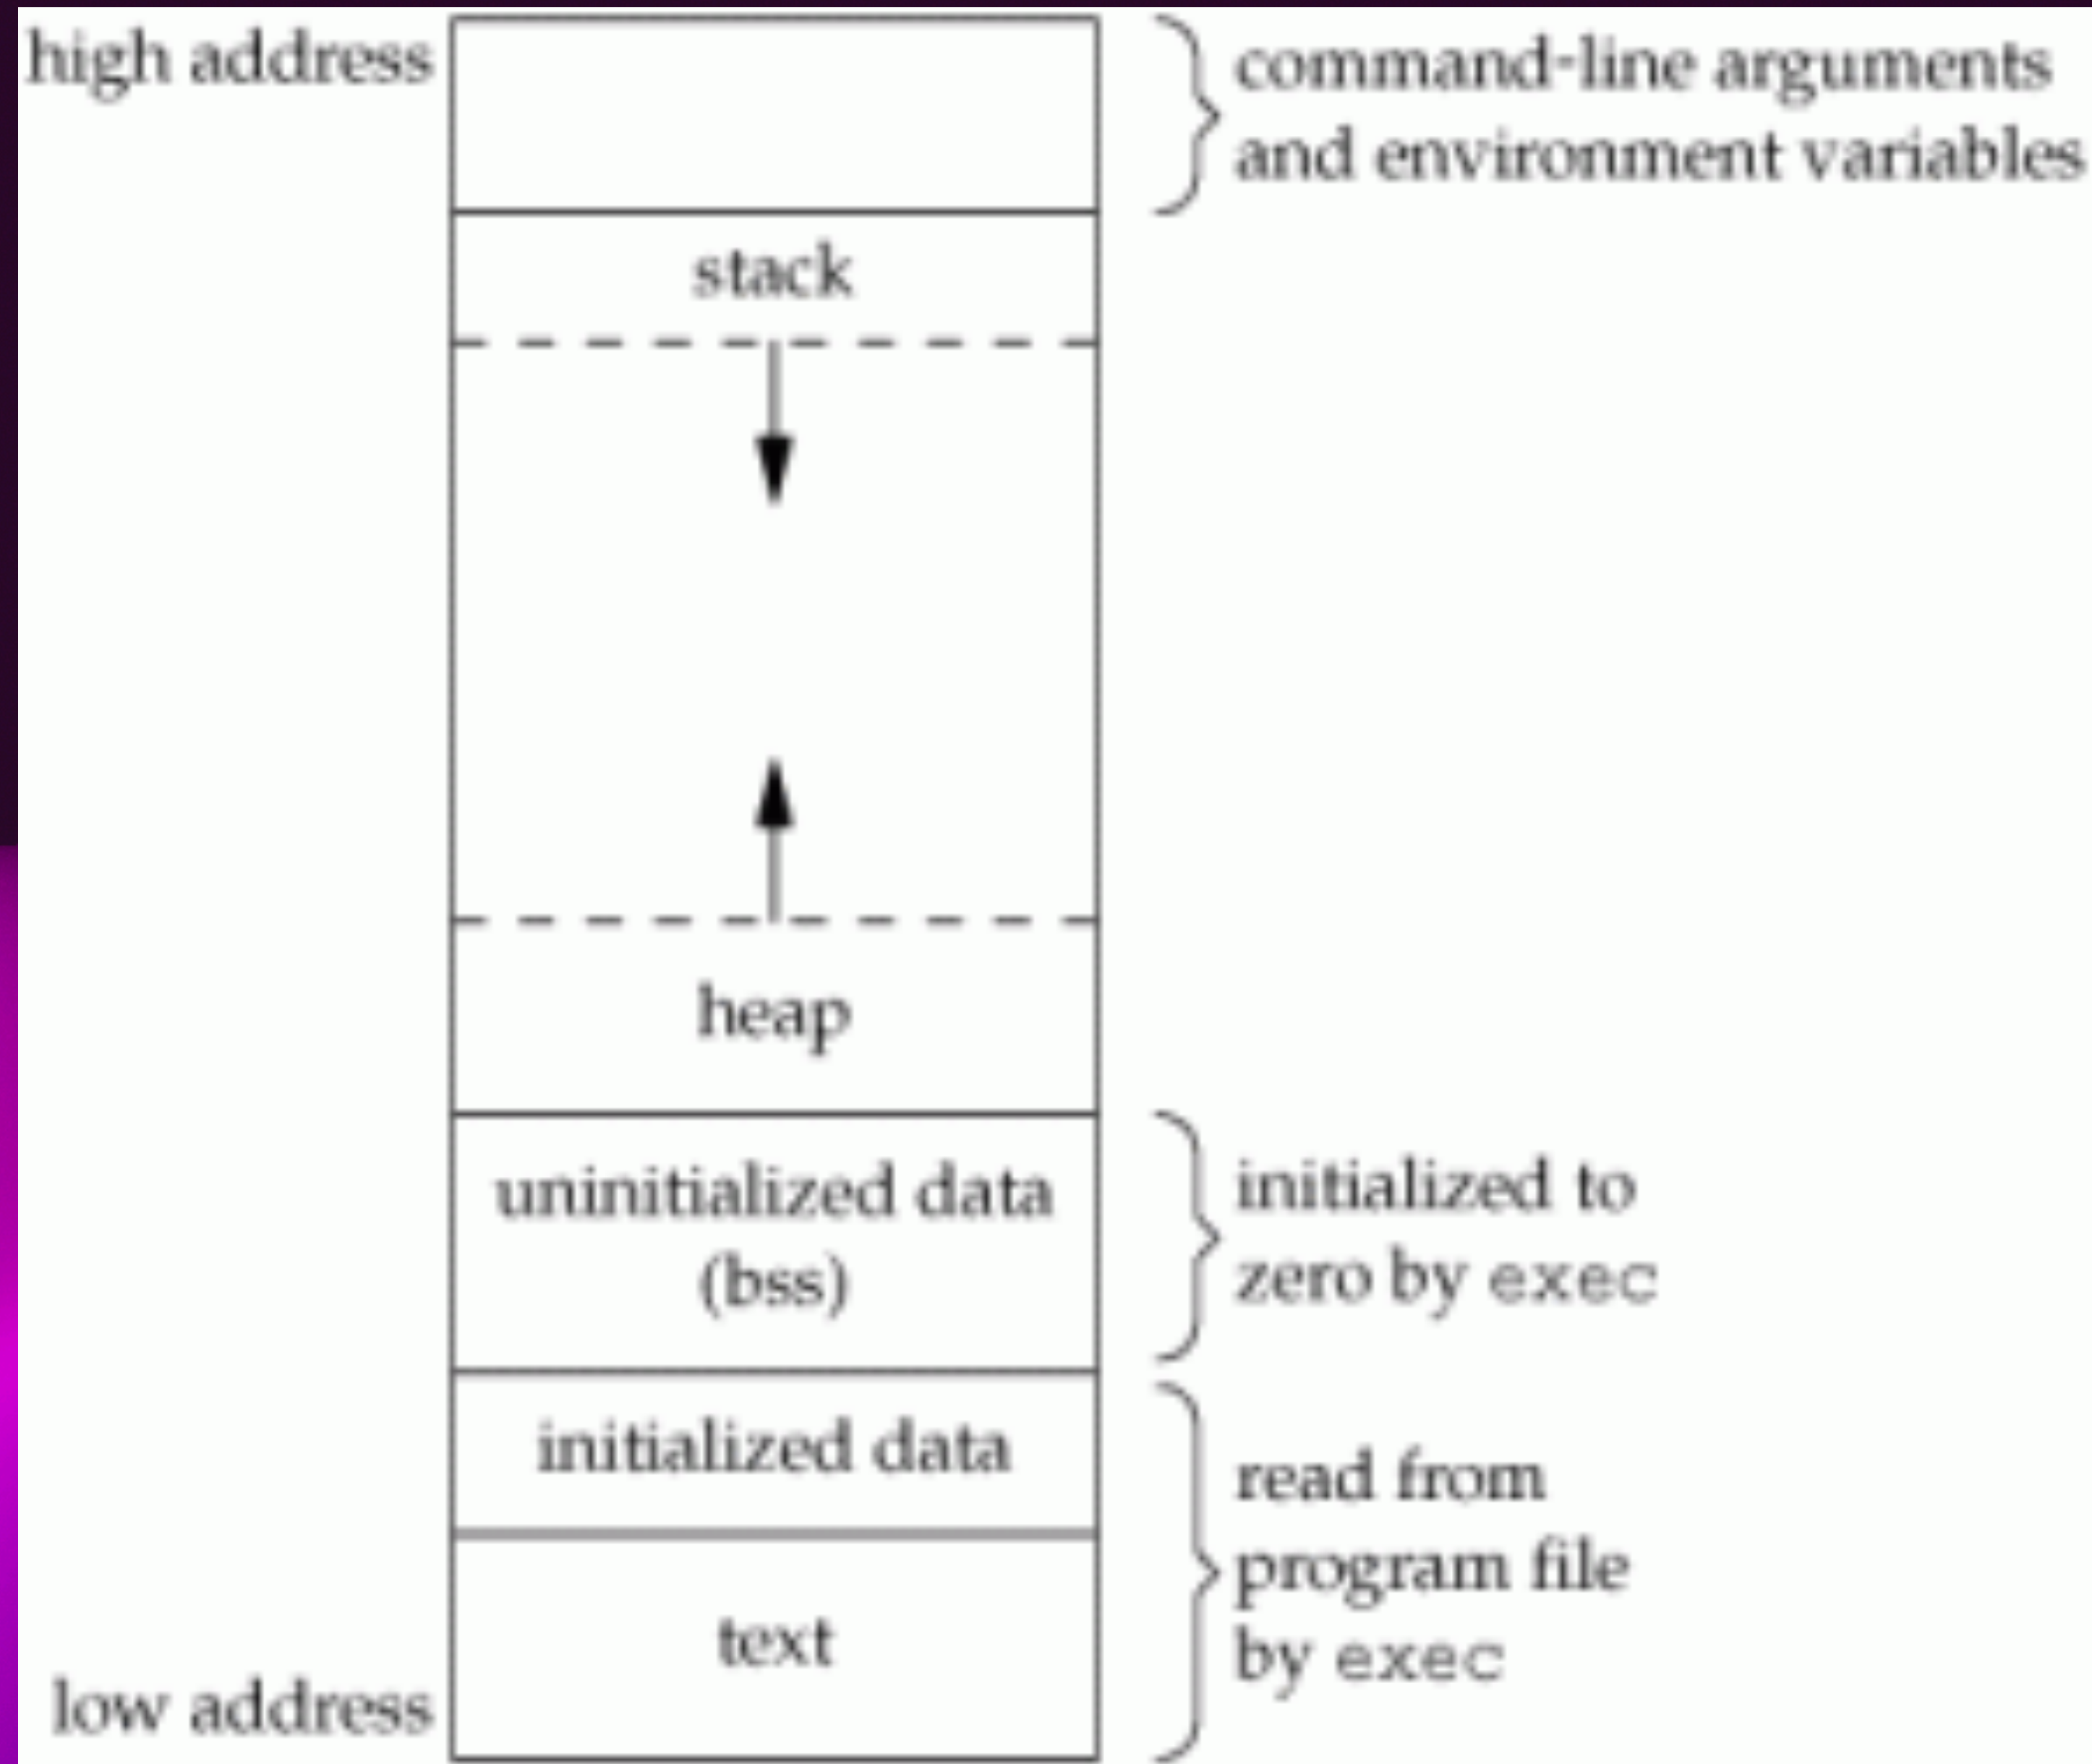 high address
command-line arguments
and environment variables
stack
heap
uninitialized data
(bss)
initialized to
zero by exec
initialized data
read from
program file
by exec
text
low address